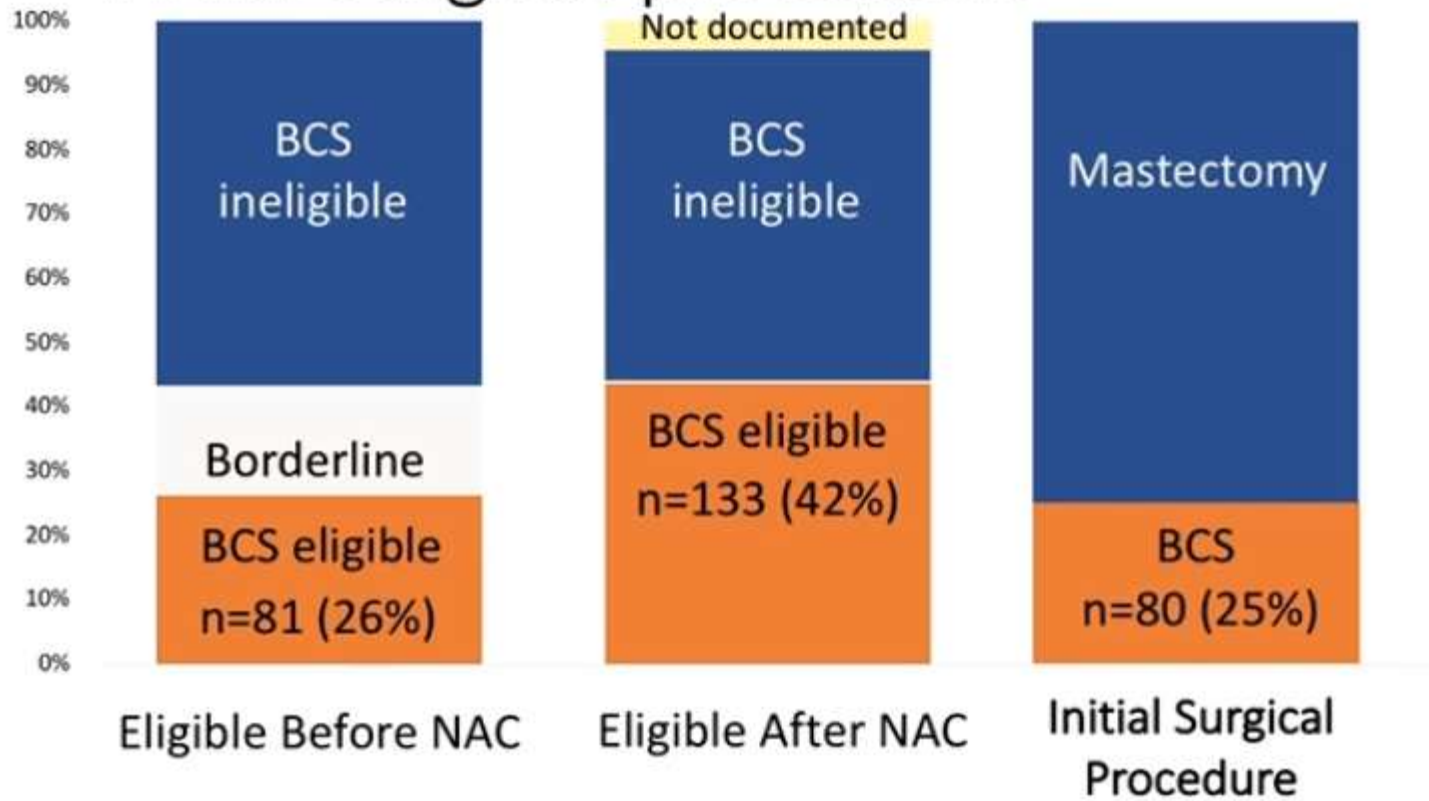 100%
90%
80%
70%
60%
50%
40%
30%
20%
10%
0%
BCS
ineligible
Borderline
BCS eligible
n=81 (26%)
Not documented
BCS
ineligible
BCS eligible
n=133 (42%)
Mastectomy
BCS
n=80 (25%)
Eligible Before NAC
Eligible After NAC
Initial Surgical
Procedure